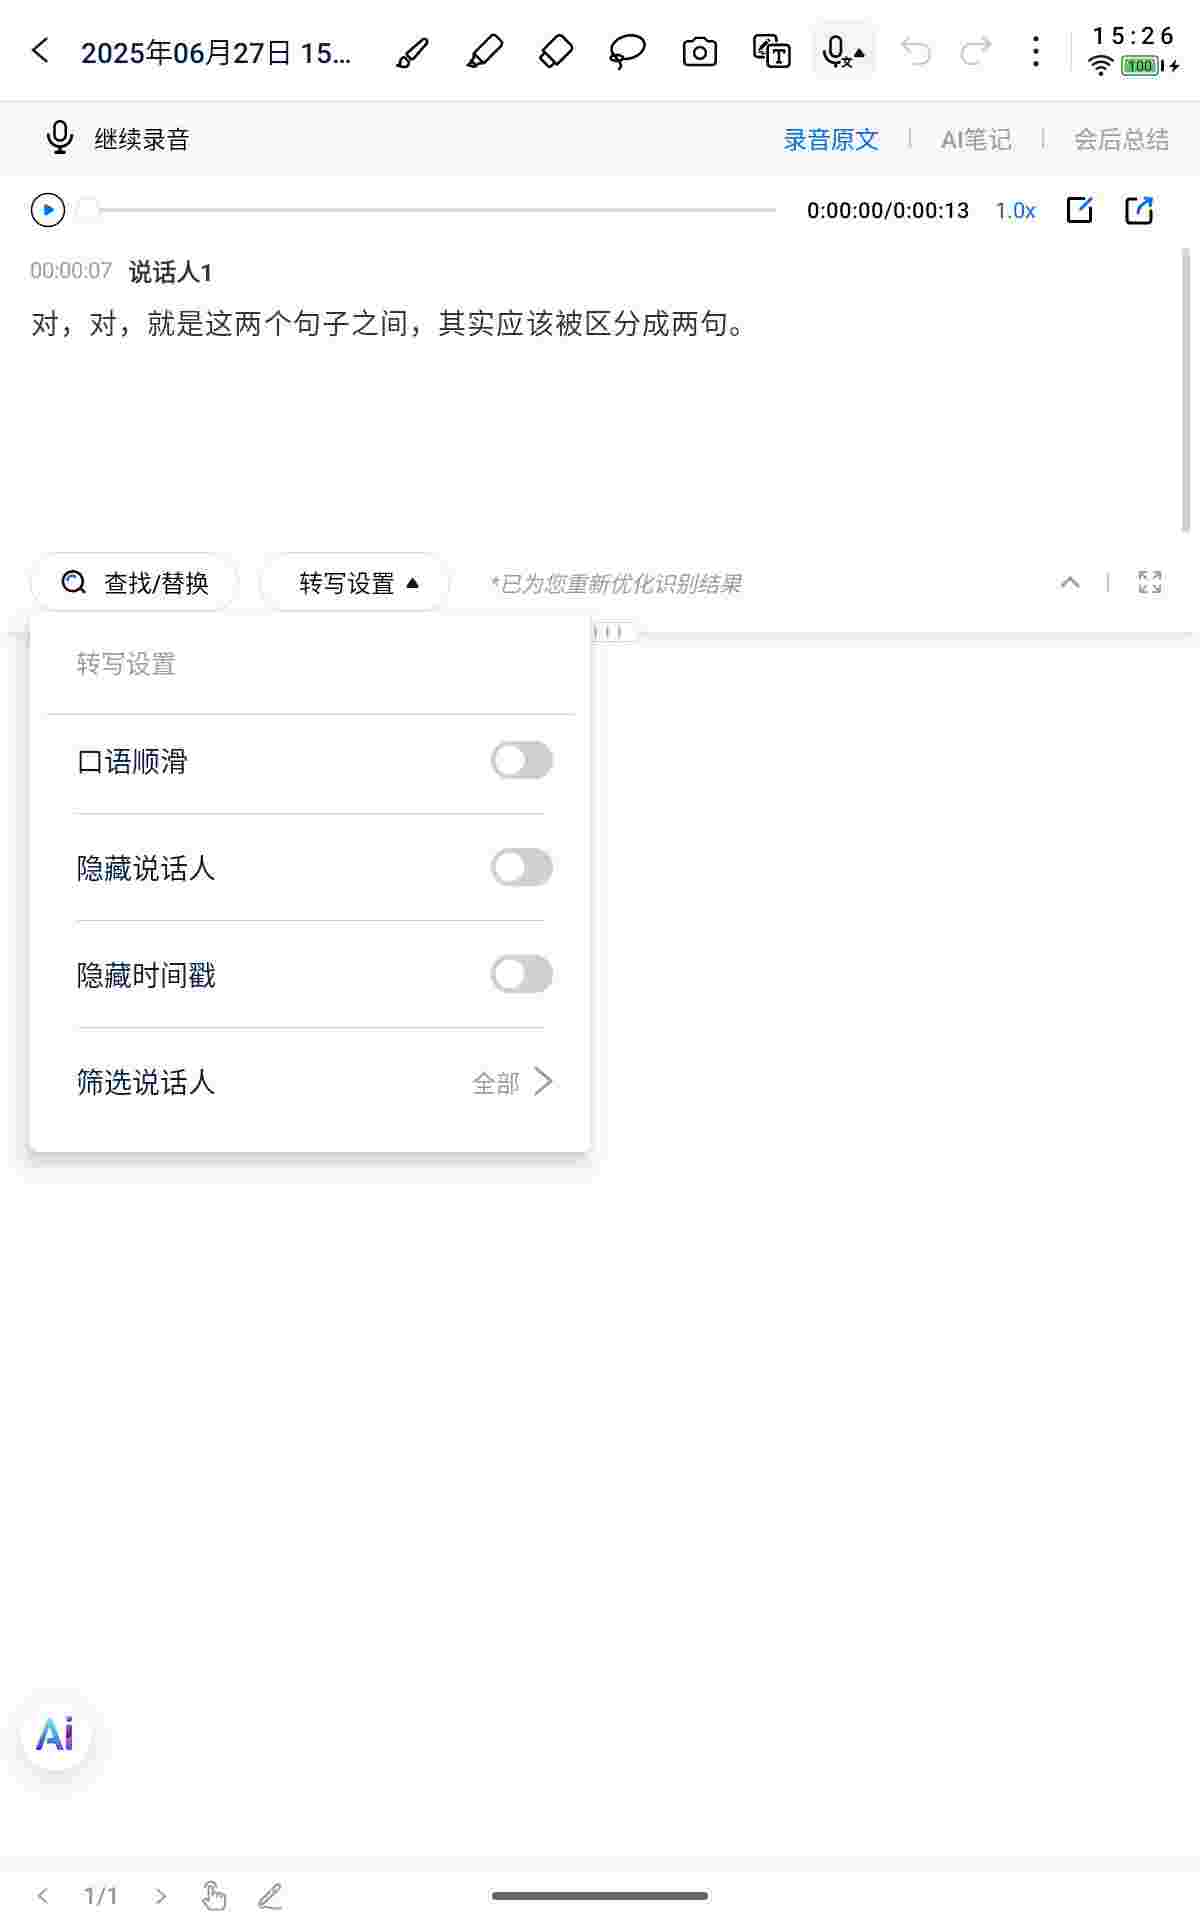 2025年06月27日 15...
15:26
100
继续录音
录音原文
AI笔记
会后总结
0:00:00/0:00:13
1.0x
00:00:07 说话人1
对，对，就是这两个句子之间，其实应该被区分成两句。
查找/替换
转写设置
*已为您重新优化识别结果
转写设置
口语顺滑
隐藏说话人
隐藏时间戳
筛选说话人 全部
Ai
1/1